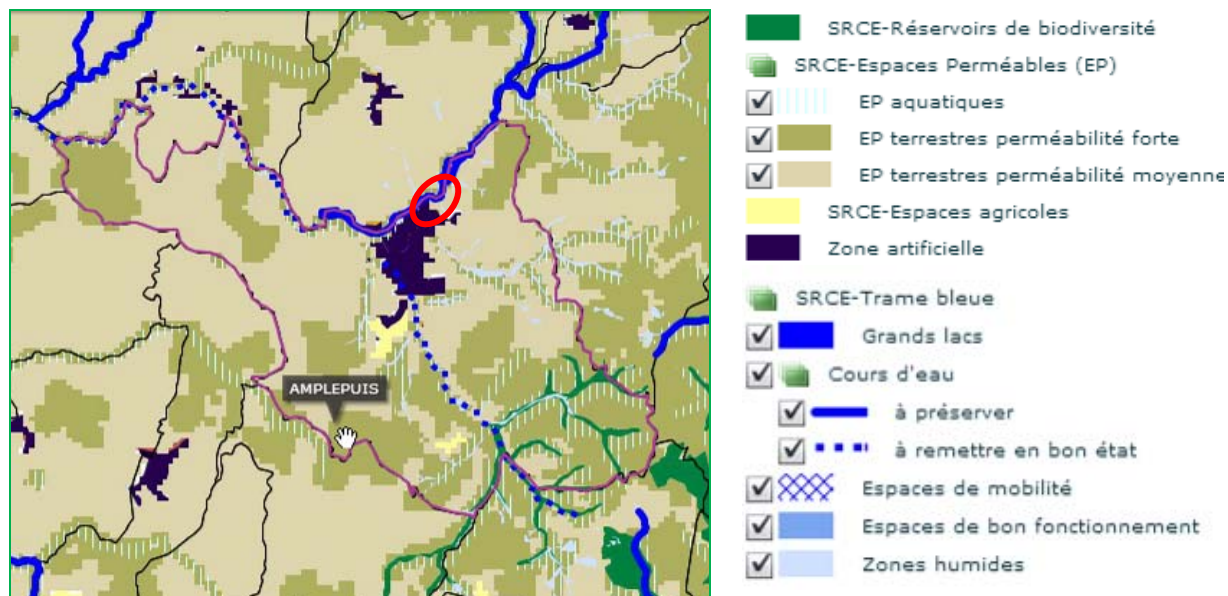 AMPLEPUIS
SRCE-Réservoirs de biodiversité
SRCE-Espaces Perméables (EP)
EP aquatiques
EP terrestres perméabilité forte
EP terrestres perméabilité moyenne
SRCE-Espaces agricoles
Zone artificielle
SRCE-Trame bleue
Grands lacs
Cours d'eau
à préserver
à remettre en bon état
Espaces de mobilité
Espaces de bon fonctionnement
Zones humides